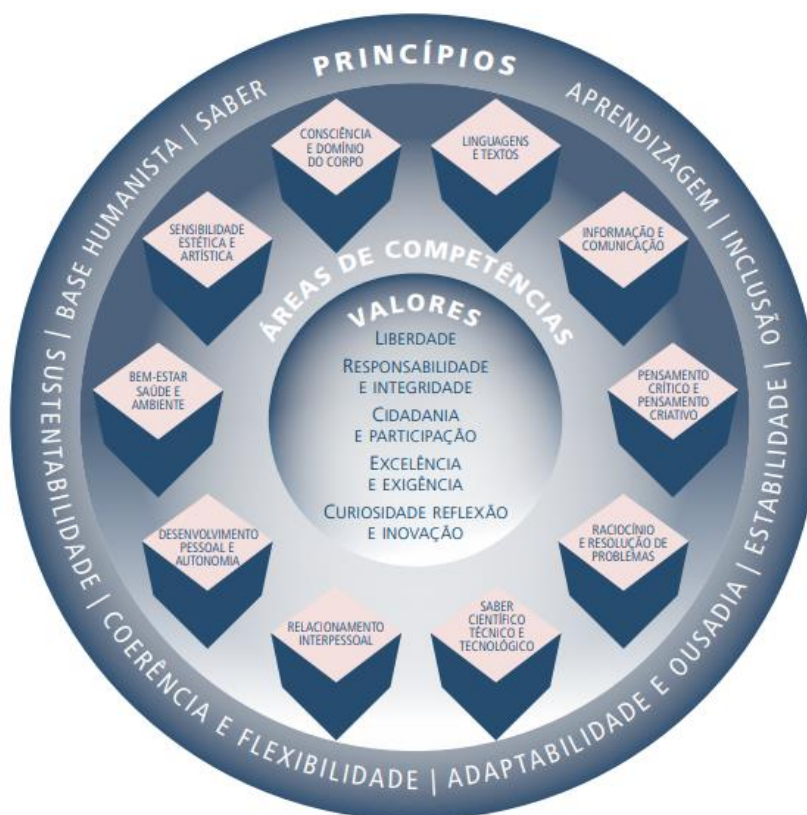 PRINCÍPIOS
BASE HUMANISTA | SABER
APRENDIZAGEM | INCLUSÃO | ESTABILIDADE | ADAPTABILIDADE E OUSADIA | COERÊNCIA E FLEXIBILIDADE | SUSTENTABILIDADE |
ÁREAS DE COMPETÊNCIAS
CONSCIÊNCIA
E DOMÍNIO
DO CORPO
LINGUAGENS
E TEXTOS
SENSIBILIDADE
ESTÉTICA E
ARTÍSTICA
INFORMAÇÃO E
COMUNICAÇÃO
BEM-ESTAR
SAÚDE E
AMBIENTE
PENSAMENTO
CRÍTICO E
PENSAMENTO
CRIATIVO
DESENVOLVIMENTO
PESSOAL E
AUTONOMIA
RACIOCÍNIO
E RESOLUÇÃO DE
PROBLEMAS
RELACIONAMENTO
INTERPESSOAL
SABER
CIENTÍFICO
TÉCNICO E
TECNOLÓGICO
VALORES
LIBERDADE
RESPONSABILIDADE
E INTEGRIDADE
CIDADANIA
E PARTICIPAÇÃO
EXCELÊNCIA
E EXIGÊNCIA
CURIOSIDADE REFLEXÃO
E INOVAÇÃO